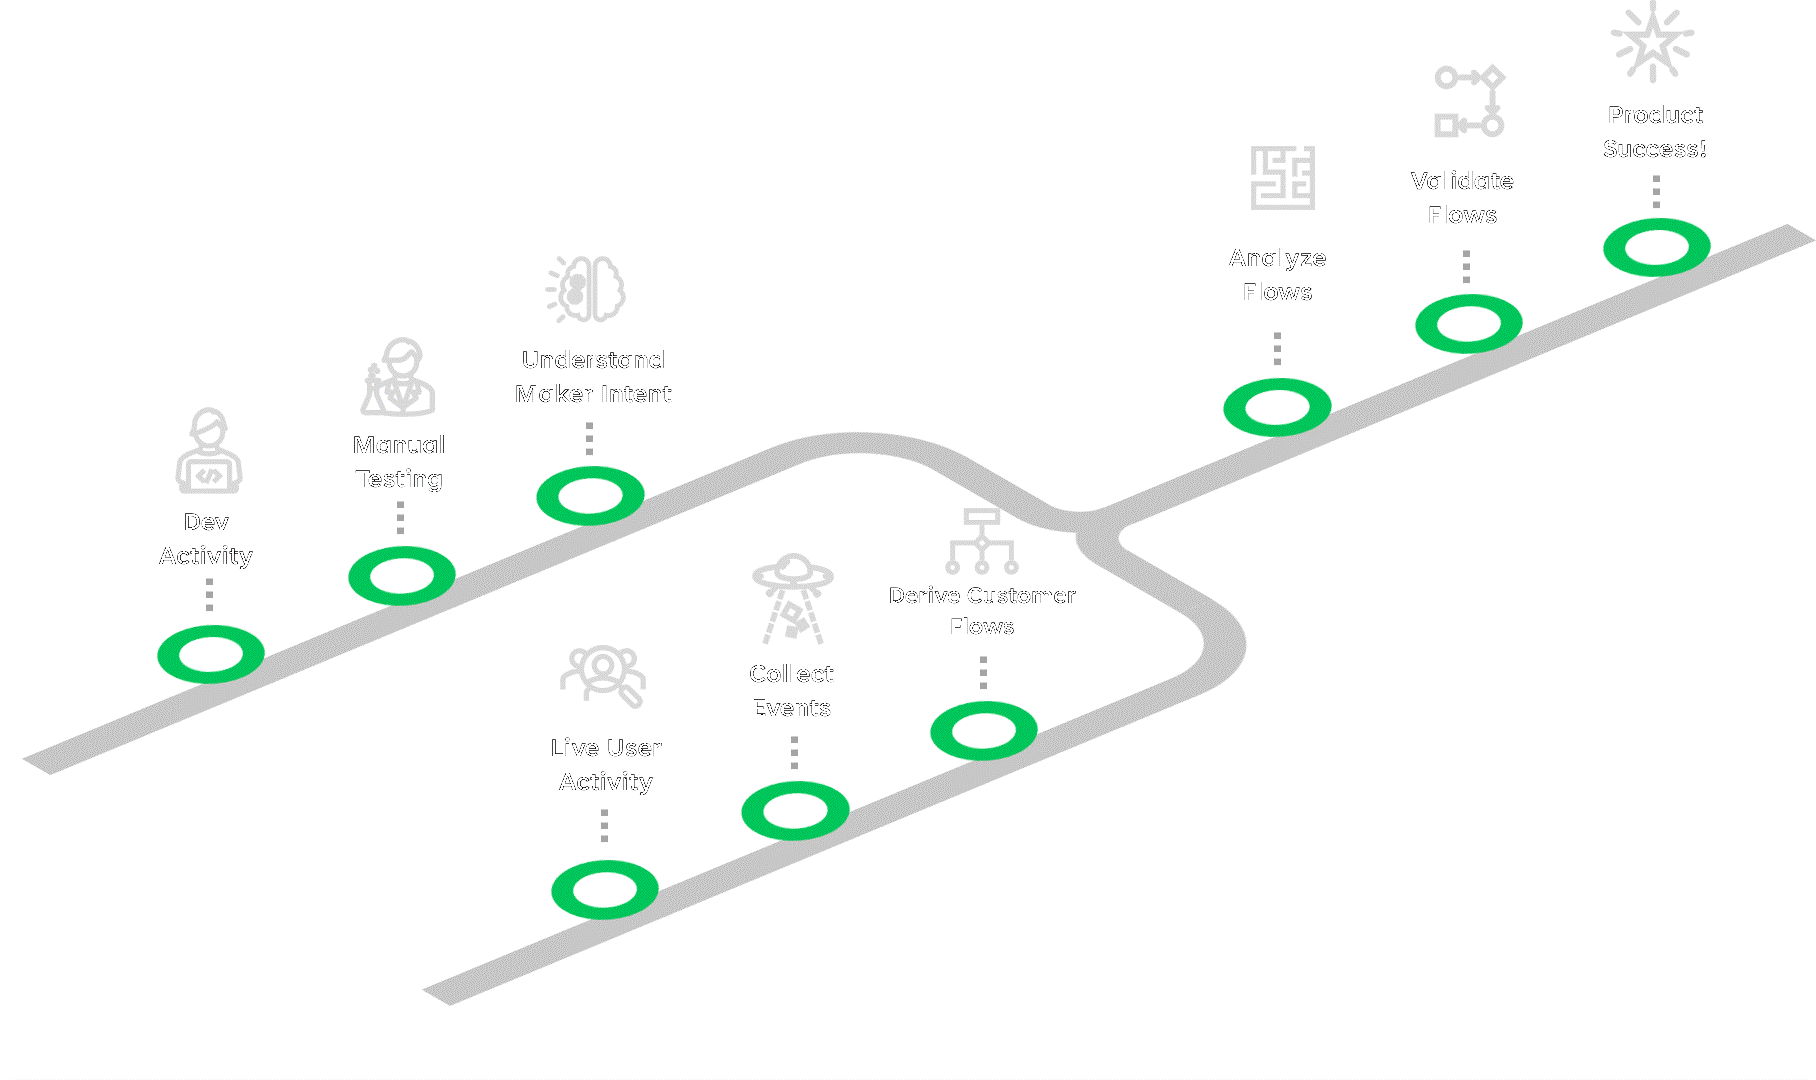 Dev
Activity
Manual
Testing
Understand
Maker Intent
Live User
Activity
Collect
Events
Derive Customer
Flows
Analyze
Flows
Validate
Flows
Product
Success!